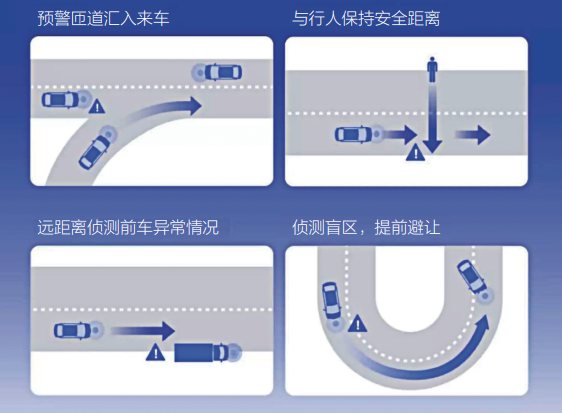 预警匝道汇入来车
与行人保持安全距离
远距离侦测前车异常情况
侦测盲区，提前避让